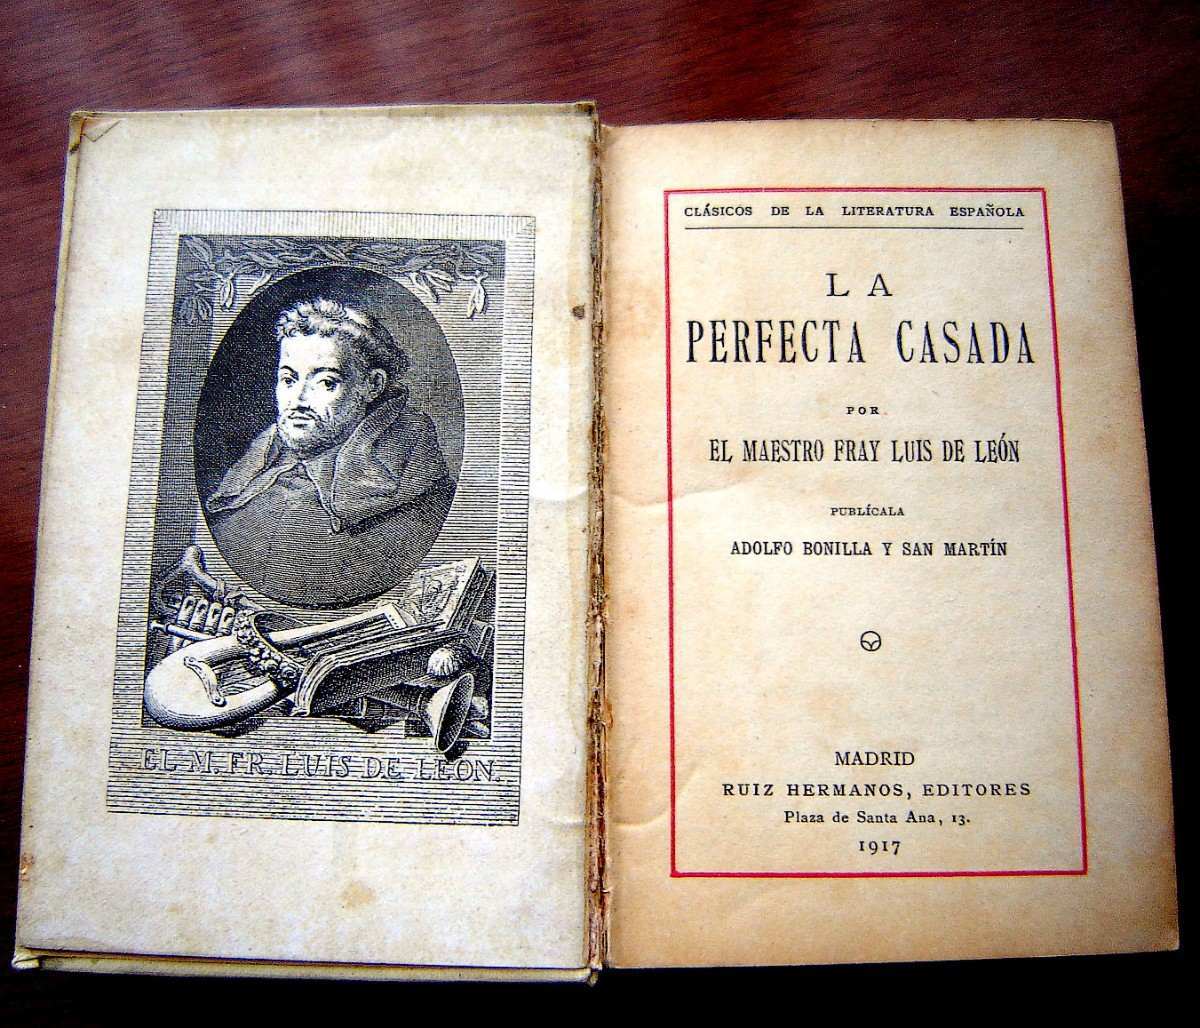 EL M. FR. LUIS DE LEON.
CLÁSICOS DE LA LITERATURA ESPAÑOLA
LA
PERFECTA CASADA
POR
EL MAESTRO FRAY LUIS DE LEÓN
PUBLÍCALA
ADOLFO BONILLA Y SAN MARTÍN
MADRID
RUIZ HERMANOS, EDITORES
Plaza de Santa Ana, 13.
1917